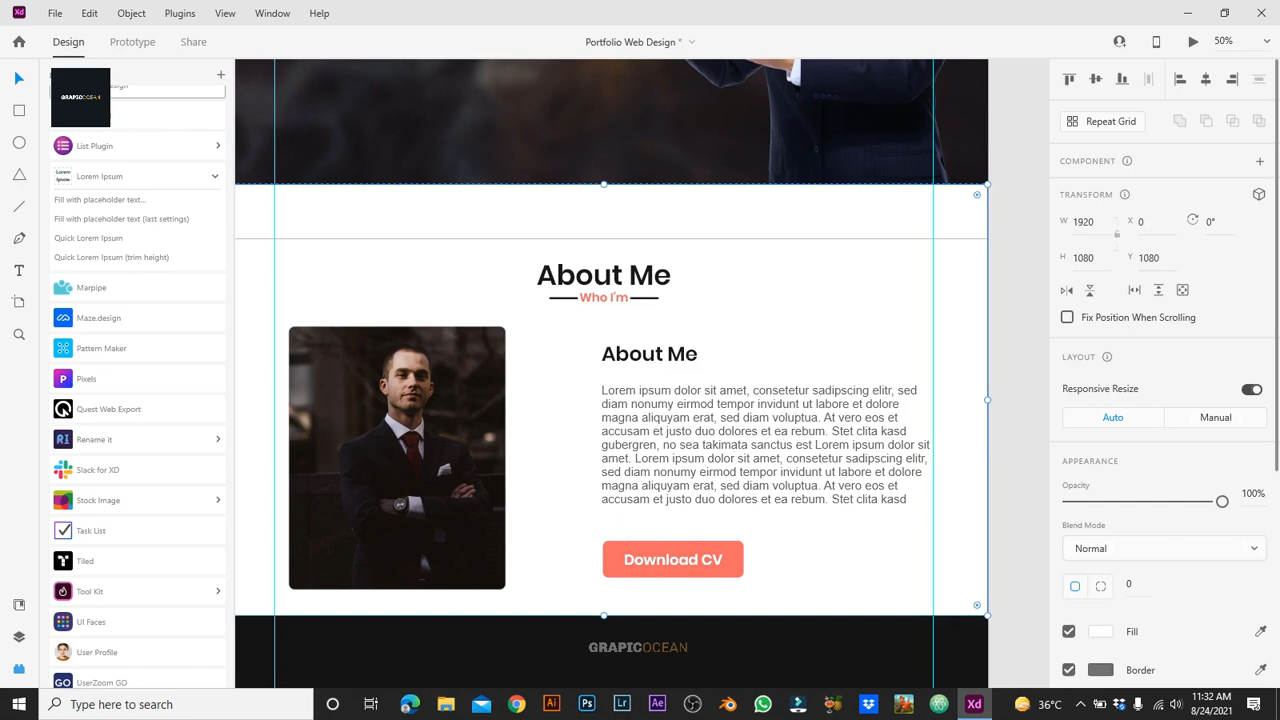 Xd File Edit Object Plugins View Window Help
Design Prototype Share Portfolio Web Design * 50%
GRAPICOCEAN
List Plugin
Lorem Ipsum
Fill with placeholder text...
Fill with placeholder text (last settings)
Quick Lorem Ipsum
Quick Lorem Ipsum (trim height)
Marpipe
Maze.design
Pattern Maker
Pixels
Quest Web Export
Rename it
Slack for XD
Stock Image
Task List
Tiled
Tool Kit
UI Faces
User Profile
UserZoom GO
About Me
Who I'm
About Me
Lorem ipsum dolor sit amet, consetetur sadipscing elitr, sed
diam nonumy eirmod tempor invidunt ut labore et dolore
magna aliquyam erat, sed diam voluptua. At vero eos et
accusam et justo duo dolores et ea rebum. Stet clita kasd
gubergren, no sea takimata sanctus est Lorem ipsum dolor sit
amet. Lorem ipsum dolor sit amet, consetetur sadipscing elitr,
sed diam nonumy eirmod tempor invidunt ut labore et dolore
magna aliquyam erat, sed diam voluptua. At vero eos et
accusam et justo duo dolores et ea rebum. Stet clita kasd
Download CV
GRAPICOCEAN
Repeat Grid
COMPONENT
TRANSFORM
W 1920 X 0 0°
H 1080 Y 1080
Fix Position When Scrolling
LAYOUT
Responsive Resize
Auto Manual
APPEARANCE
Opacity
100%
Blend Mode
Normal
0
Fill
Border
Type here to search
Ai Ps Lr Ae Xd
36°C
11:32 AM
8/24/2021